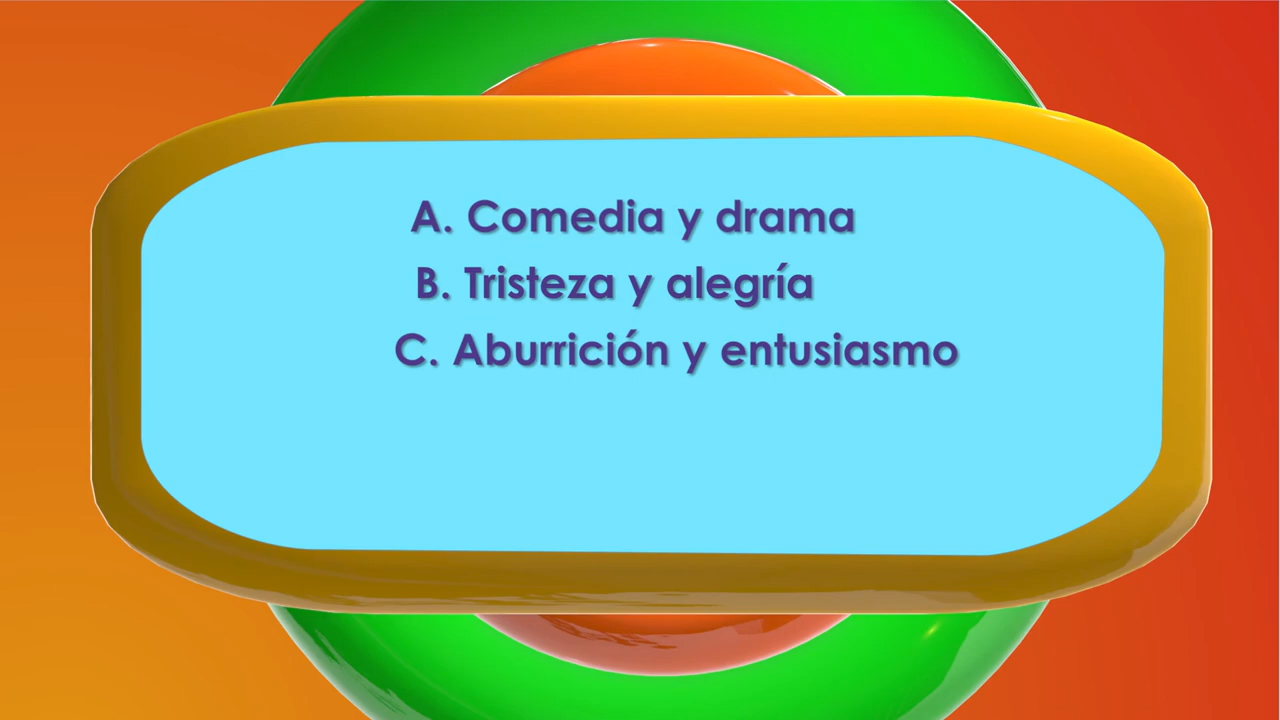 A. Comedia y drama
B. Tristeza y alegría
C. Aburrición y entusiasmo